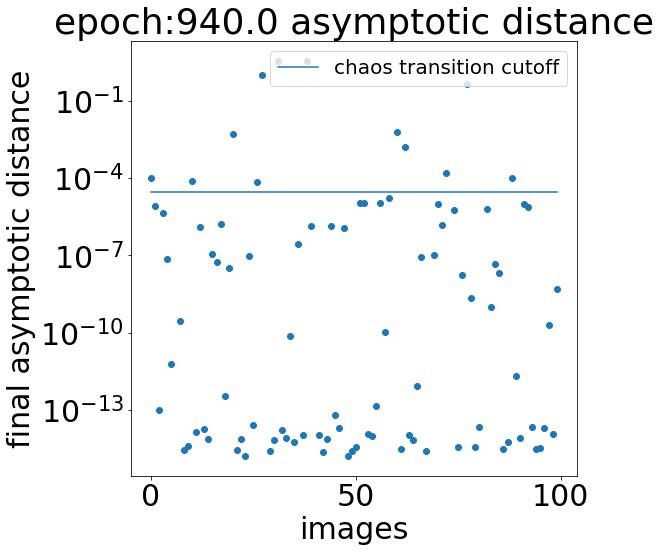 epoch:940.0 asymptotic distance
chaos transition cutoff
final asymptotic distance
10⁻¹
10⁻⁴
10⁻⁷
10⁻¹⁰
10⁻¹³
0 50 100
images